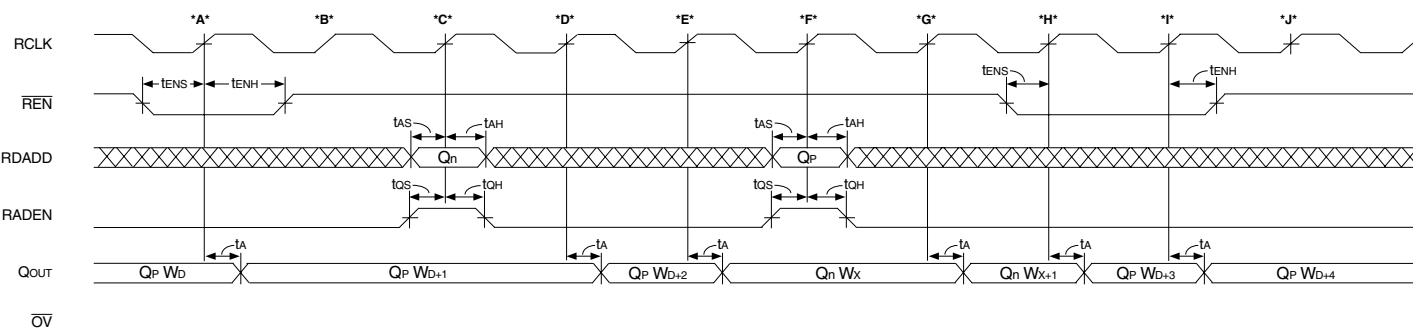 *A* *B* *C* *D* *E* *F* *G* *H* *I* *J*
RCLK
tENS tENH tENS tENH
REN
tAS tAH tAS tAH
RDADD Qn QP
tQS tQH tQS tQH
RADEN
tA tA tA tA tA tA
QOUT QP WD QP WD+1 QP WD+2 Qn WX Qn WX+1 QP WD+3 QP WD+4
OV